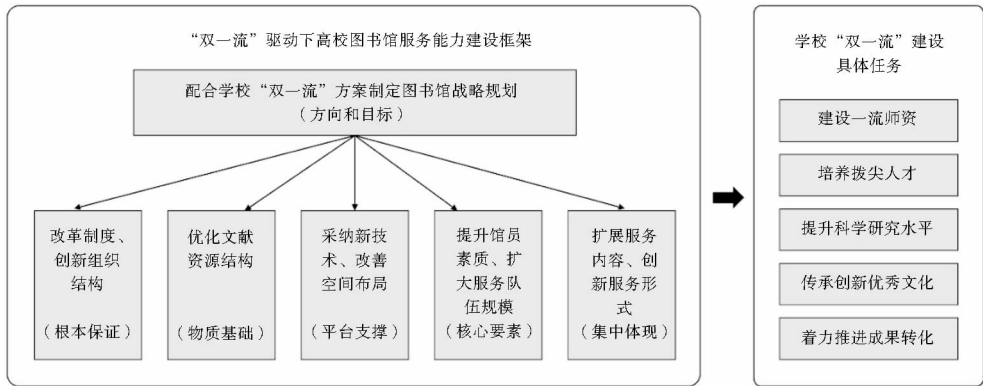 “双一流”驱动下高校图书馆服务能力建设框架
配合学校“双一流”方案制定图书馆战略规划
（方向和目标）
改革制度、
创新组织
结构
（根本保证）
优化文献
资源结构
（物质基础）
采纳新技
术、改善
空间布局
（平台支撑）
提升馆员
素质、扩
大服务队
伍规模
（核心要素）
扩展服务
内容、创
新服务形
式
（集中体现）
学校“双一流”建设
具体任务
建设一流师资
培养拨尖人才
提升科学研究水平
传承创新优秀文化
着力推进成果转化